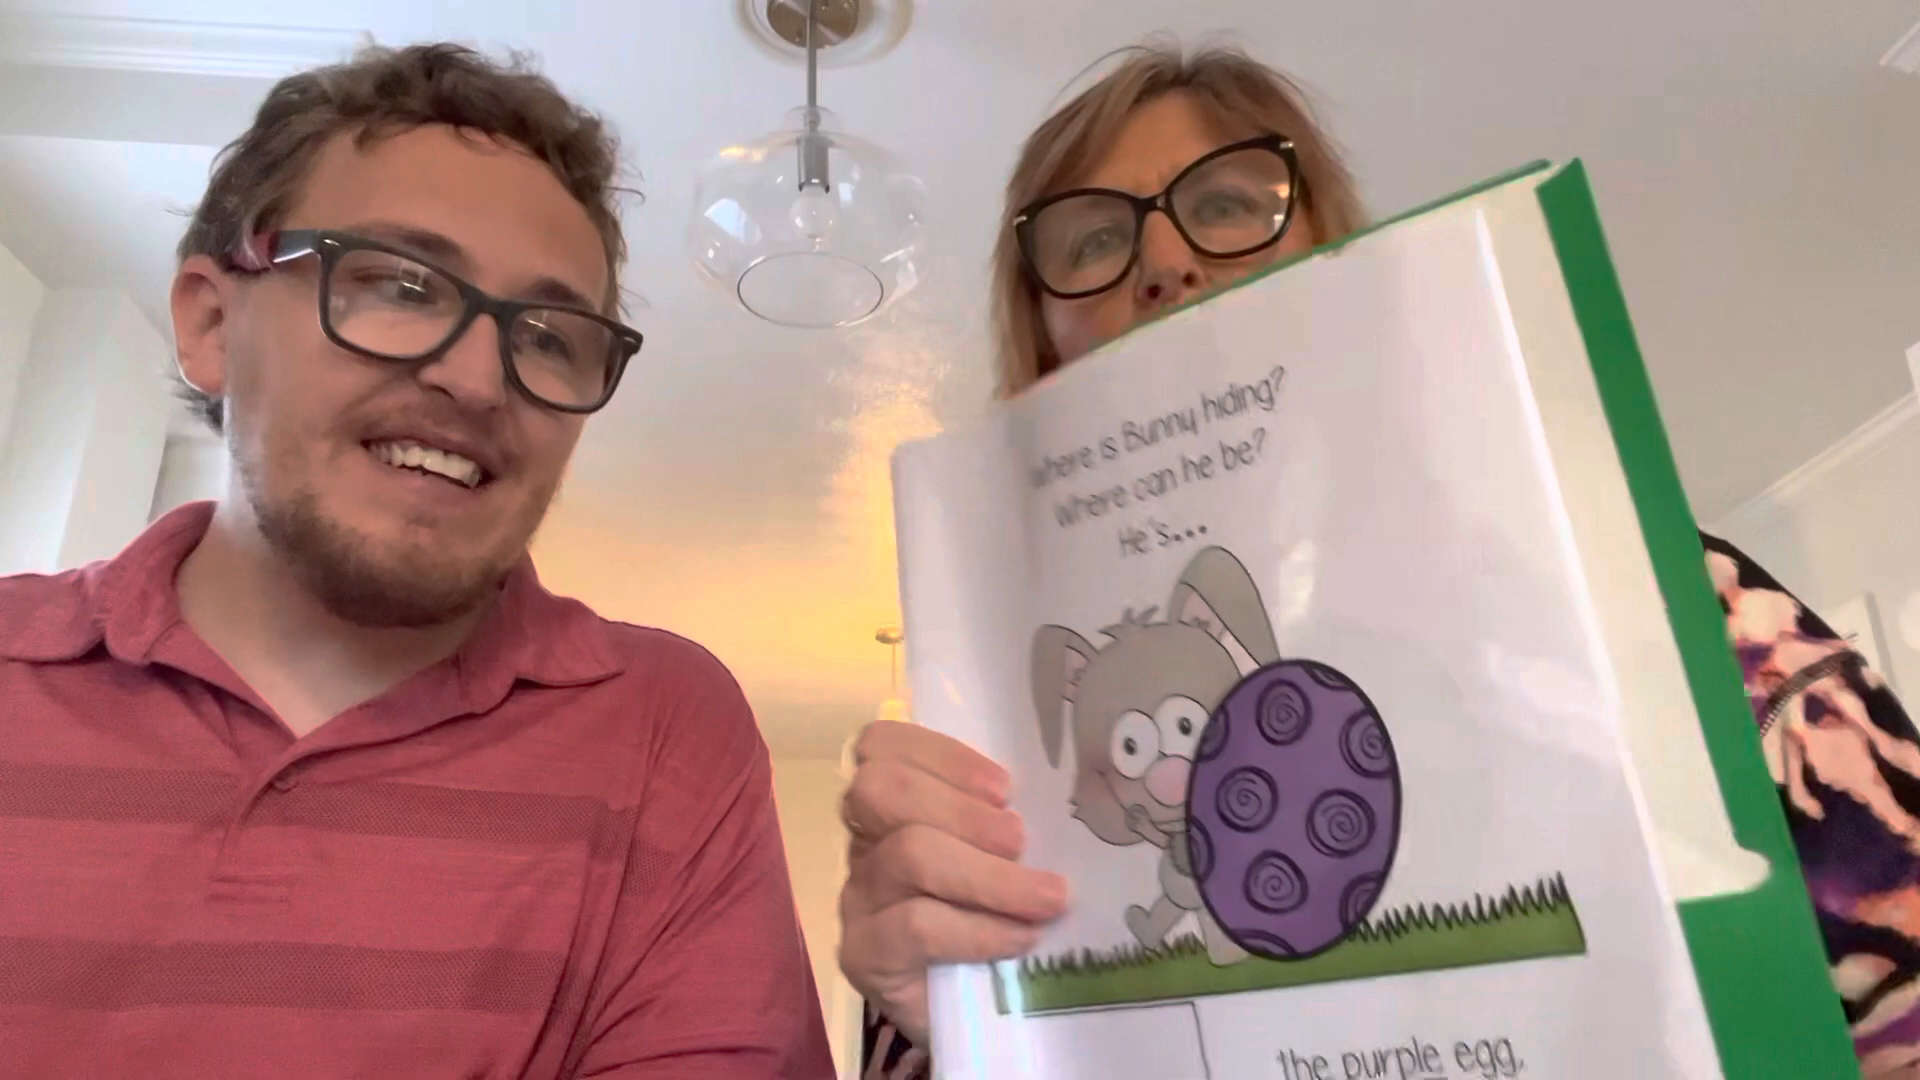 Where is Bunny hiding?
Where can he be?
He's...
the purple egg.